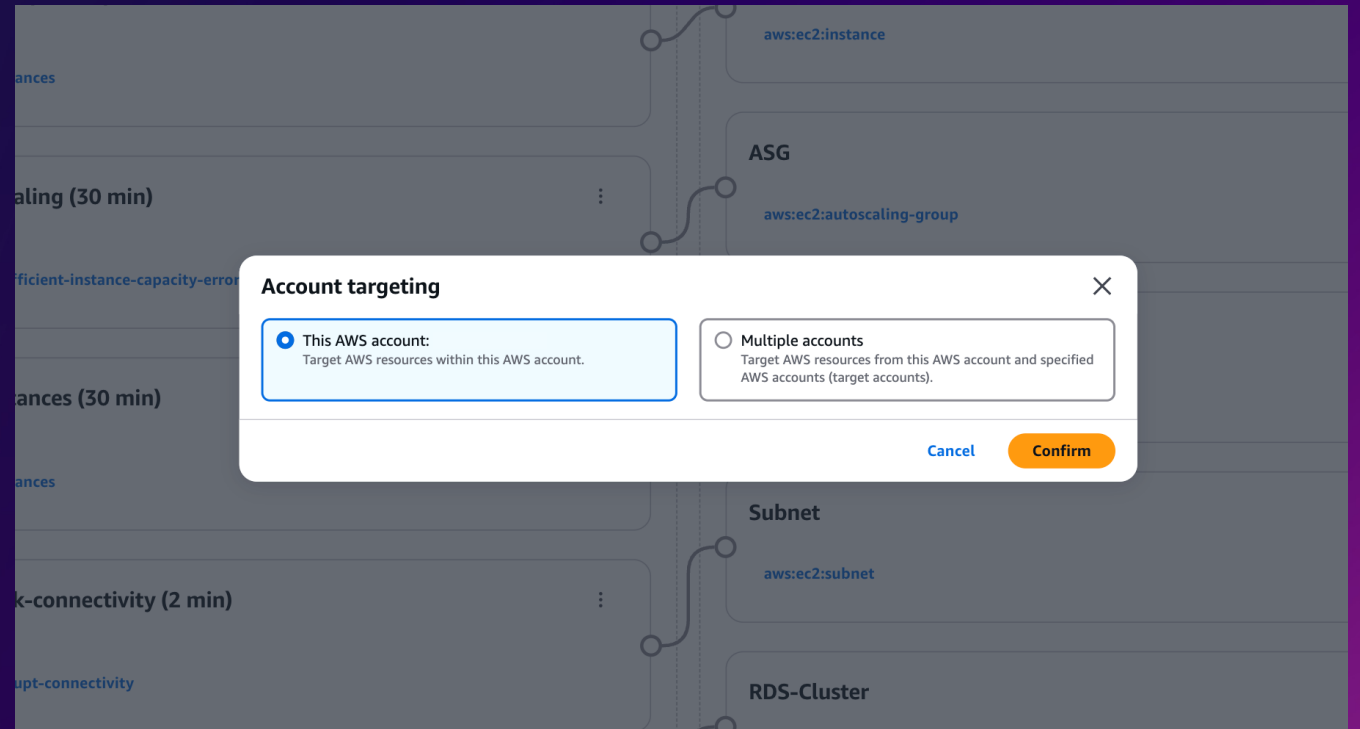 aws:ec2:instance
ances
ASG
aling (30 min)
aws:ec2:autoscaling-group
fficient-instance-capacity-error
Account targeting
This AWS account:
Target AWS resources within this AWS account.
Multiple accounts
Target AWS resources from this AWS account and specified
AWS accounts (target accounts).
ances (30 min)
Cancel
Confirm
ances
Subnet
aws:ec2:subnet
k-connectivity (2 min)
upt-connectivity
RDS-Cluster